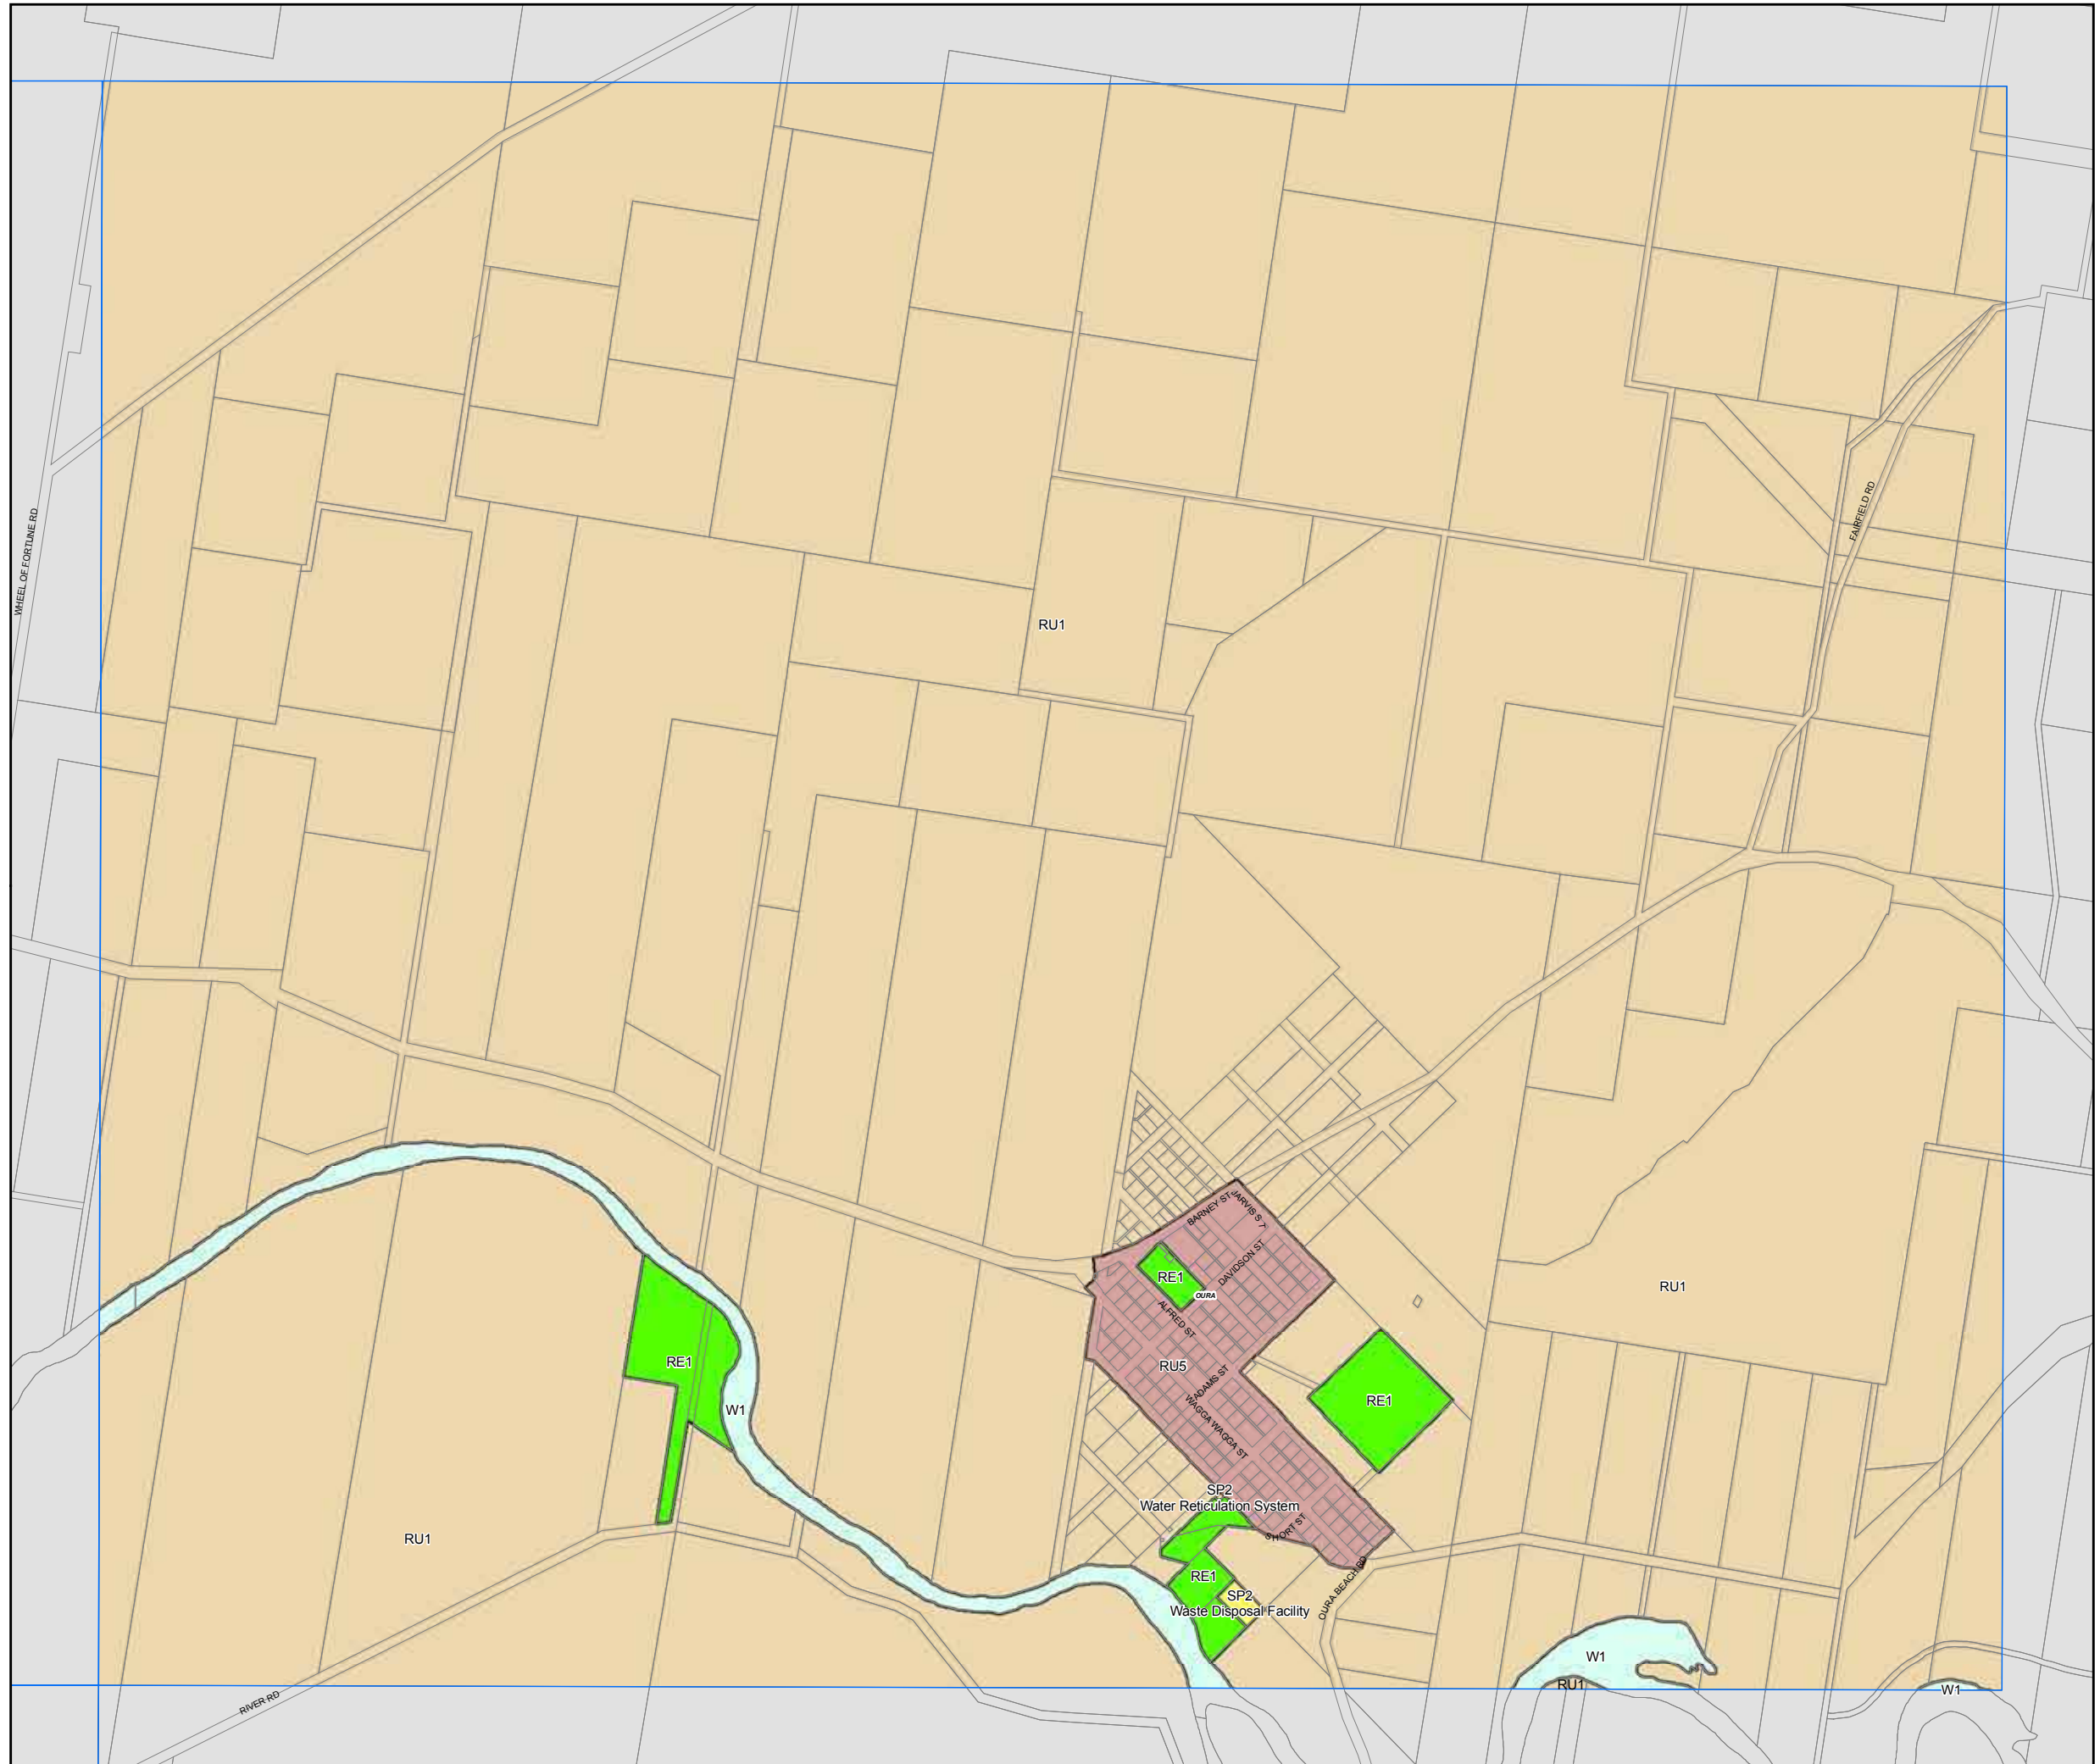 FAIRFIELD RD
WHEEL OF FORTUNE RD
RU1
BARNEY ST
JARVIS ST
DAVIDSON ST
RE1
OURA
RU1
ALFRED ST
RE1
RU5
ADAMS ST
RE1
W1
WAGGA WAGGA ST
SP2
Water Reticulation System
SHORT ST
RU1
RE1
OURA BEACH RD
SP2
Waste Disposal Facility
W1
RU1
W1
RIVER RD